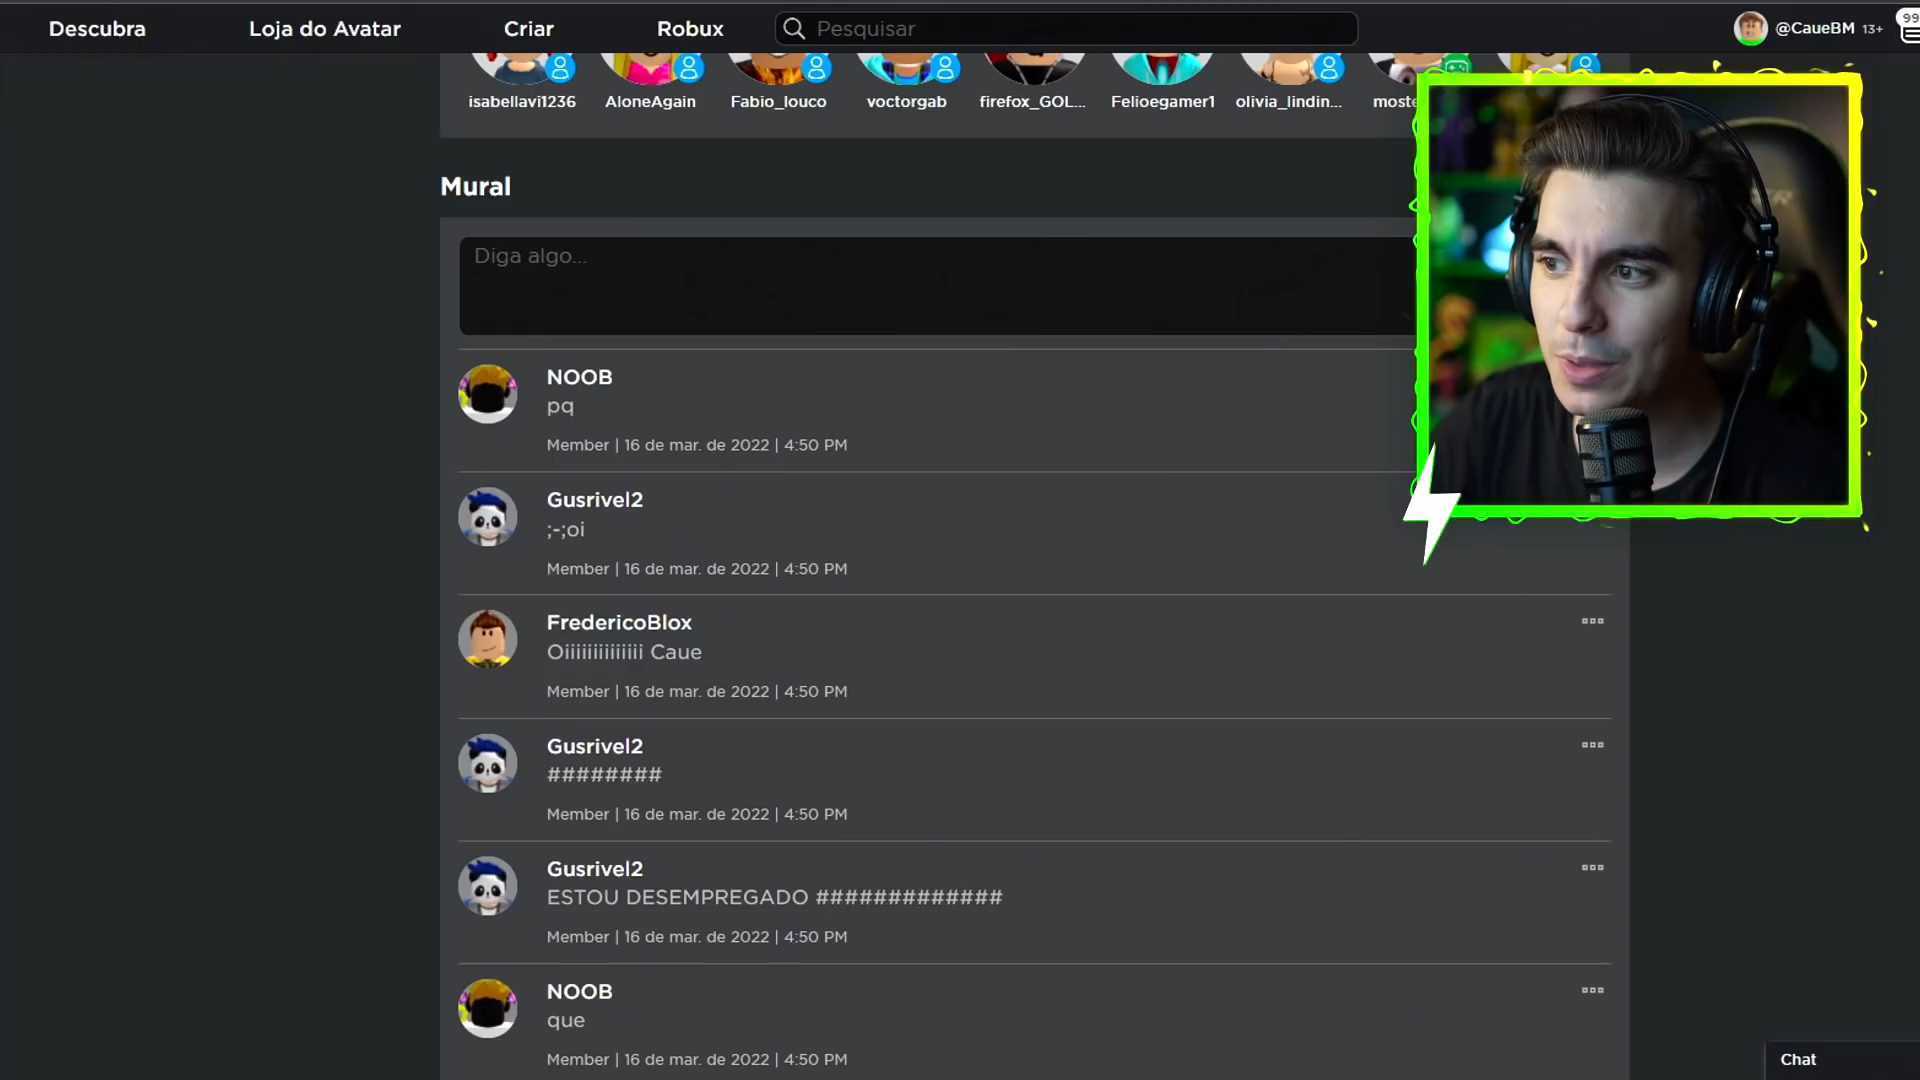 Descubra Loja do Avatar Criar Robux Pesquisar @CaueBM 13+ 99
isabellavi1236 AloneAgain Fabio_louco voctorgab firefox_GOL... Felioegamer1 olivia_lindin...
Mural
Diga algo...
NOOB
pq
Member | 16 de mar. de 2022 | 4:50 PM
Gusrivel2
;-;oi
Member | 16 de mar. de 2022 | 4:50 PM
FredericoBlox
Oiiiiiiiiiiiiii Caue
Member | 16 de mar. de 2022 | 4:50 PM
Gusrivel2
########
Member | 16 de mar. de 2022 | 4:50 PM
Gusrivel2
ESTOU DESEMPREGADO #############
Member | 16 de mar. de 2022 | 4:50 PM
NOOB
que
Member | 16 de mar. de 2022 | 4:50 PM
Chat